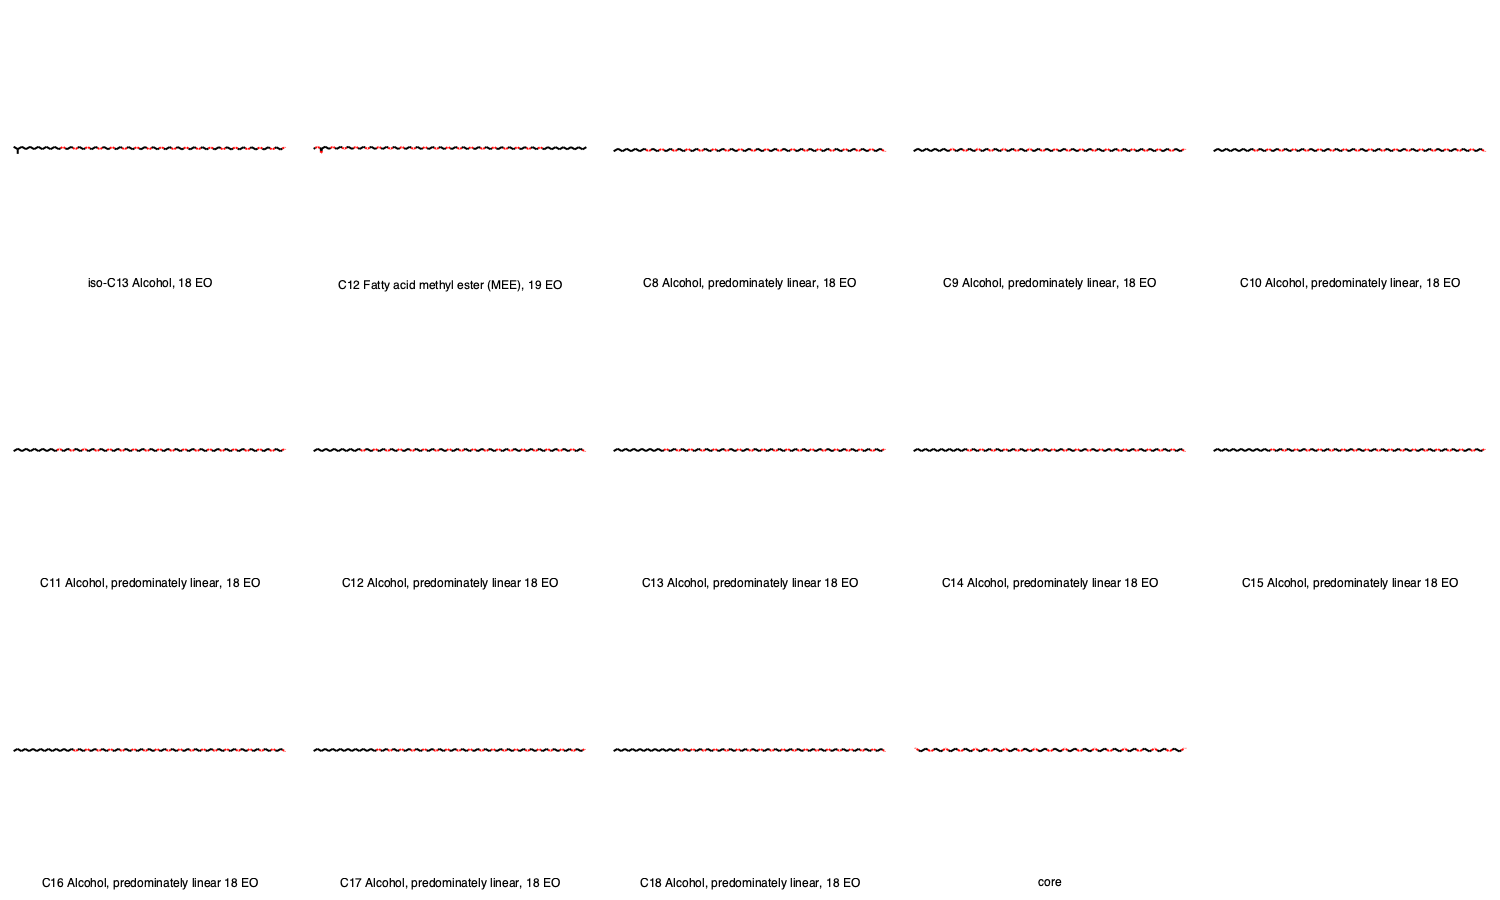 iso-C13 Alcohol, 18 EO
C12 Fatty acid methyl ester (MEE), 19 EO
C8 Alcohol, predominately linear, 18 EO
C9 Alcohol, predominately linear, 18 EO
C10 Alcohol, predominately linear, 18 EO
C11 Alcohol, predominately linear, 18 EO
C12 Alcohol, predominately linear 18 EO
C13 Alcohol, predominately linear 18 EO
C14 Alcohol, predominately linear 18 EO
C15 Alcohol, predominately linear 18 EO
C16 Alcohol, predominately linear 18 EO
C17 Alcohol, predominately linear, 18 EO
C18 Alcohol, predominately linear, 18 EO
core